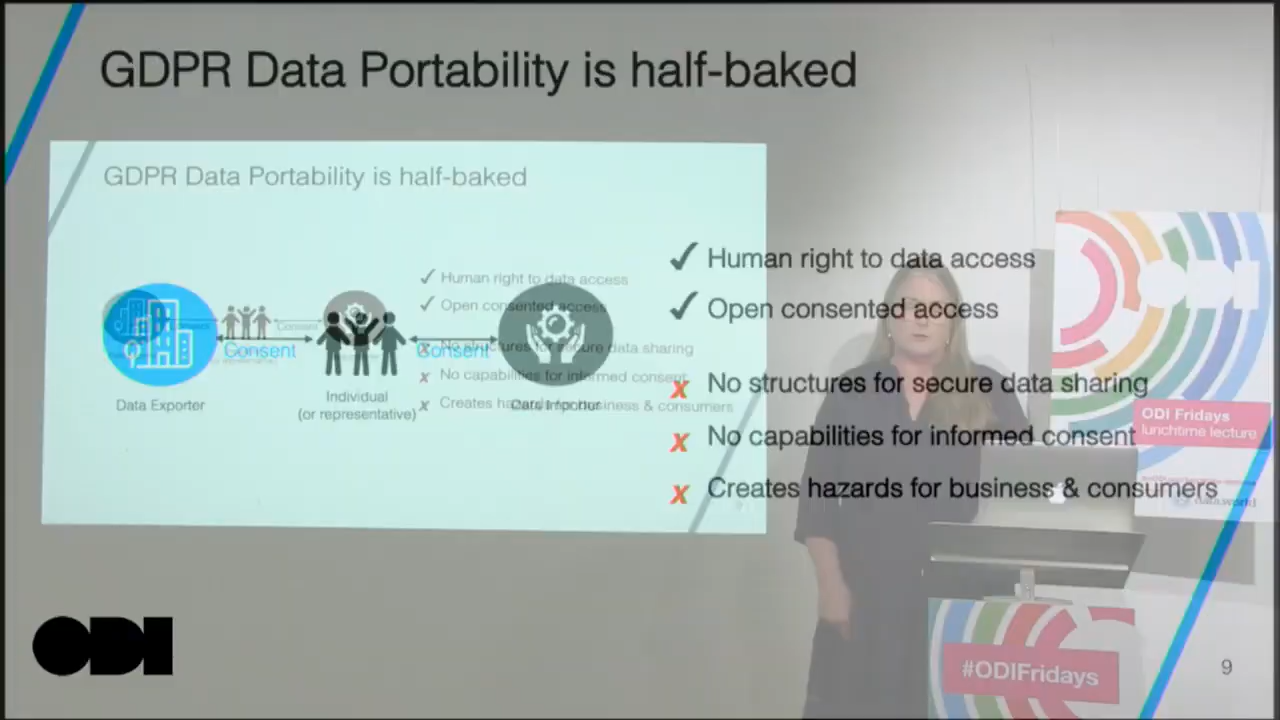 GDPR Data Portability is half-baked
GDPR Data Portability is half-baked
✓ Human right to data access
✓ Open consented access
x No structures for secure data sharing
x No capabilities for informed consent
x Creates hazards for business & consumers
Consent
Consent
Data Exporter
Individual
(or representative)
Data Importer
✓ Human right to data access
✓ Open consented access
x No structures for secure data sharing
x No capabilities for informed consent
x Creates hazards for business & consumers
ODI
ODI Fridays
lunchtime lecture
data.world
ODI
#ODIFridays
9